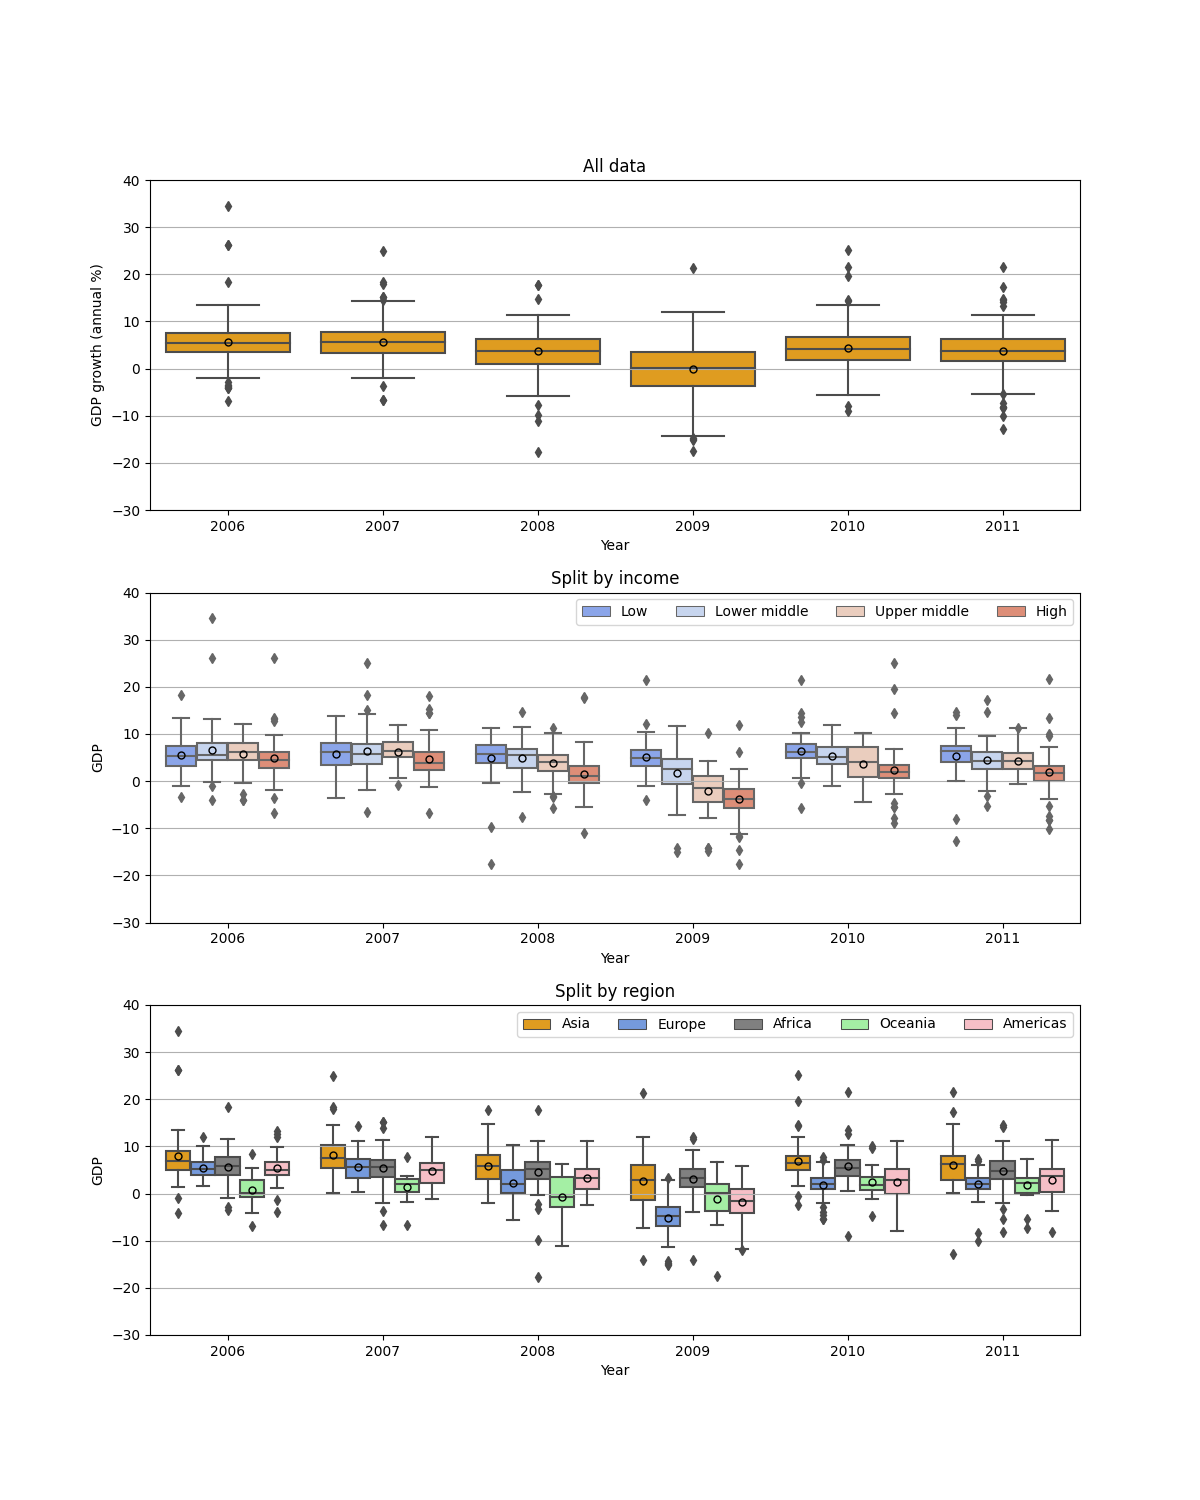 All data
40
30
20
10
0
−10
−20
−30
GDP growth (annual %)
2006 2007 2008 2009 2010 2011
Year
Split by income
Low Lower middle Upper middle High
40
30
20
10
0
−10
−20
−30
GDP
2006 2007 2008 2009 2010 2011
Year
Split by region
Asia Europe Africa Oceania Americas
40
30
20
10
0
−10
−20
−30
GDP
2006 2007 2008 2009 2010 2011
Year